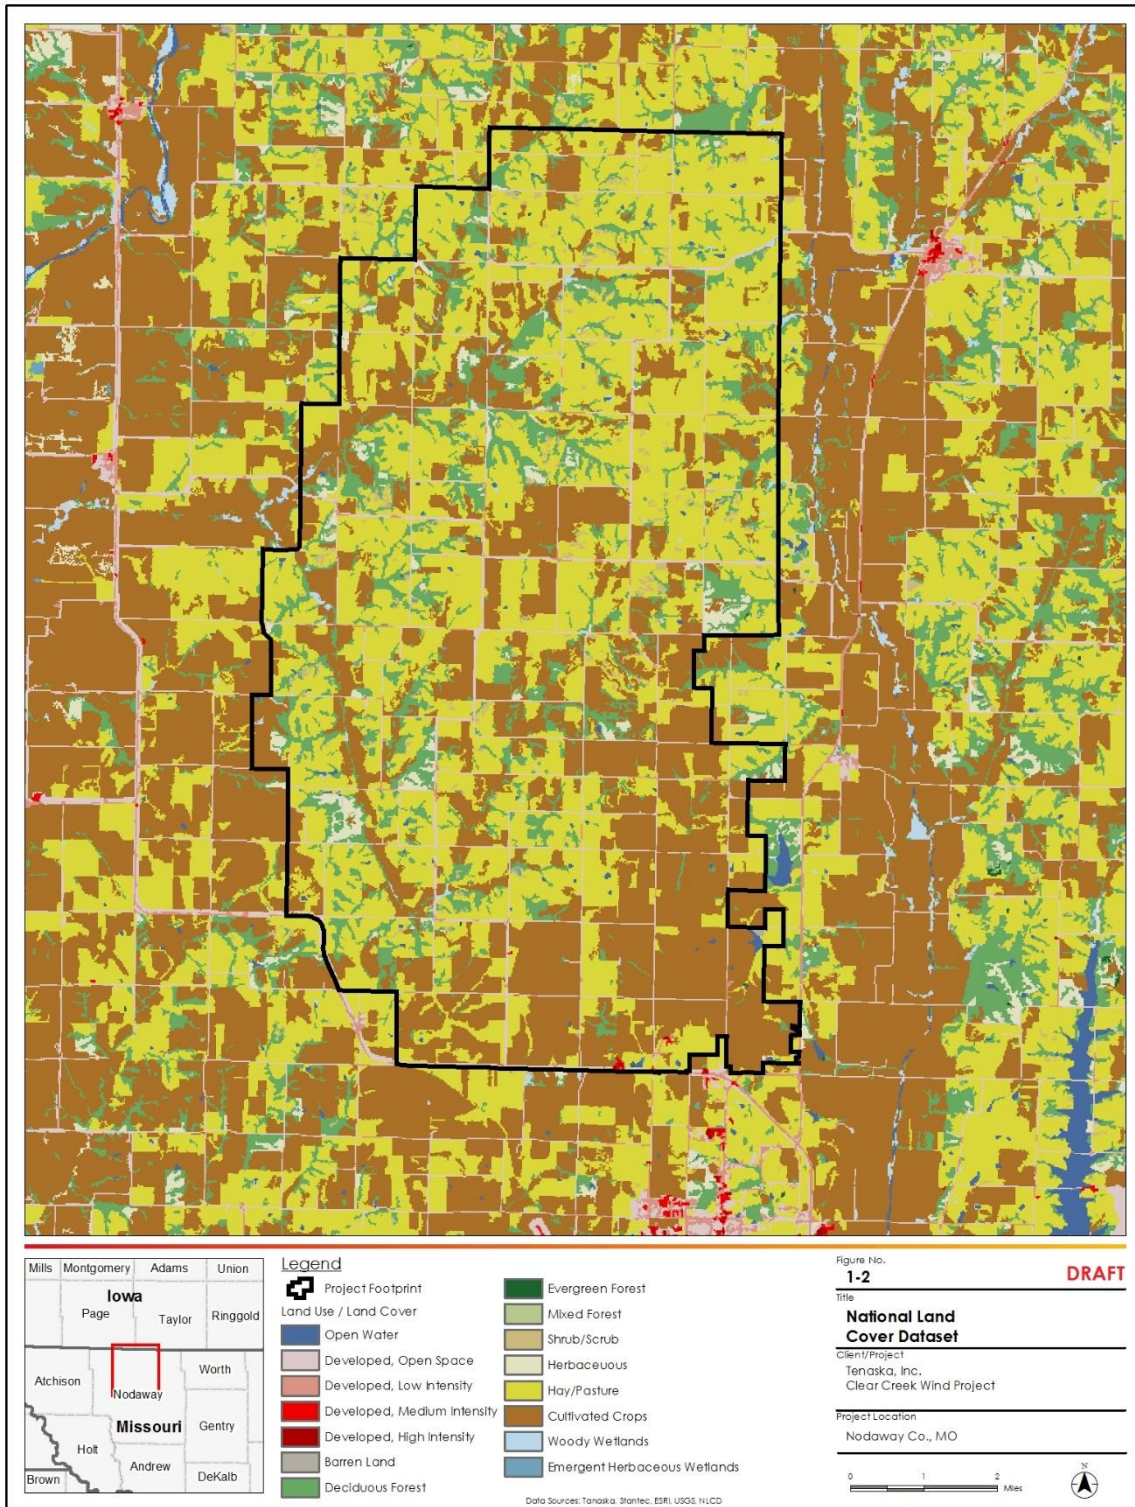 Mills Montgomery Adams Union
Iowa
Page Taylor Ringgold
Atchison Nodaway Worth
Missouri Gentry
Holt Andrew
Brown DeKalb
Legend
Project Footprint
Land Use / Land Cover
Open Water
Developed, Open Space
Developed, Low Intensity
Developed, Medium Intensity
Developed, High Intensity
Barren Land
Deciduous Forest
Evergreen Forest
Mixed Forest
Shrub/Scrub
Herbaceuous
Hay/Pasture
Cultivated Crops
Woody Wetlands
Emergent Herbaceous Wetlands
Data Sources: Tenaska, Stantec, ESRI, USGS, NLCD
Figure No.
1-2 DRAFT
Title
National Land
Cover Dataset
Client/Project
Tenaska, Inc.
Clear Creek Wind Project
Project Location
Nodaway Co., MO
0 1 2
Miles
N